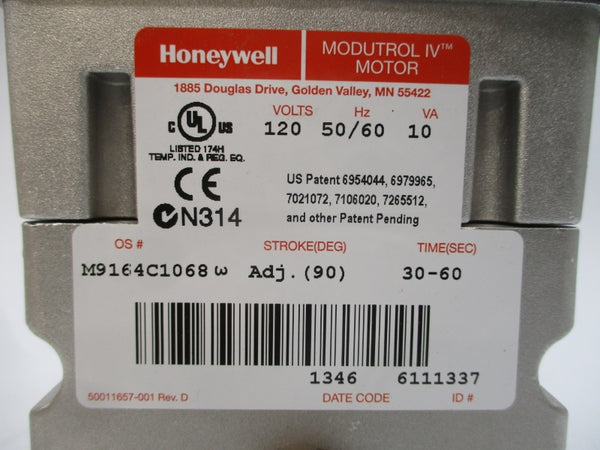 Honeywell
MODUTROL IV™
MOTOR
1885 Douglas Drive, Golden Valley, MN 55422
VOLTS Hz VA
120 50/60 10
C UL US
LISTED 174H
TEMP. IND. & REG. EQ.
CE
N314
US Patent 6954044, 6979965,
7021072, 7106020, 7265512,
and other Patent Pending
OS # STROKE(DEG) TIME(SEC)
M9164C1068 ω Adj.(90) 30-60
1346 6111337
50011657-001 Rev. D DATE CODE ID #